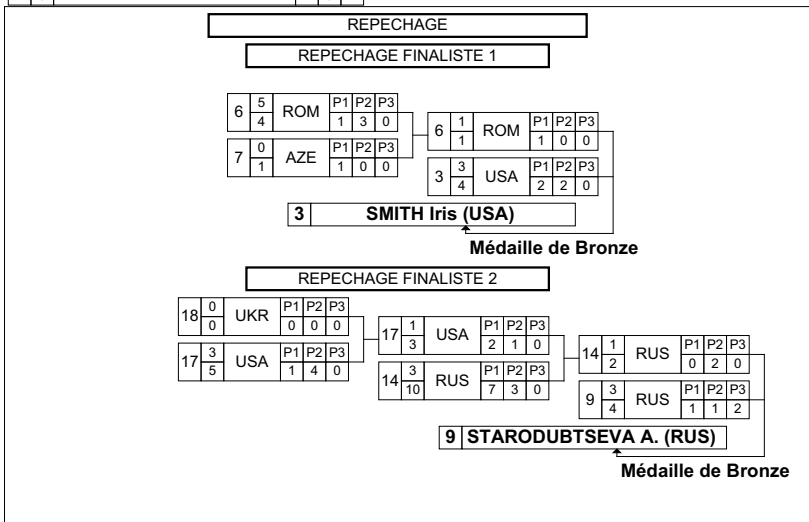 REPECHAGE
REPECHAGE FINALISTE 1
6 5 ROM P1 P2 P3
4 1 3 0
7 0 AZE P1 P2 P3
1 1 0 0
6 1 ROM P1 P2 P3
1 1 0 0
3 3 USA P1 P2 P3
4 2 2 0
3 SMITH Iris (USA)
Médaille de Bronze
REPECHAGE FINALISTE 2
18 0 UKR P1 P2 P3
0 0 0 0
17 3 USA P1 P2 P3
5 1 4 0
17 1 USA P1 P2 P3
3 2 1 0
14 3 RUS P1 P2 P3
10 7 3 0
14 1 RUS P1 P2 P3
2 0 2 0
9 3 RUS P1 P2 P3
4 1 1 2
9 STARODUBTSEVA A. (RUS)
Médaille de Bronze